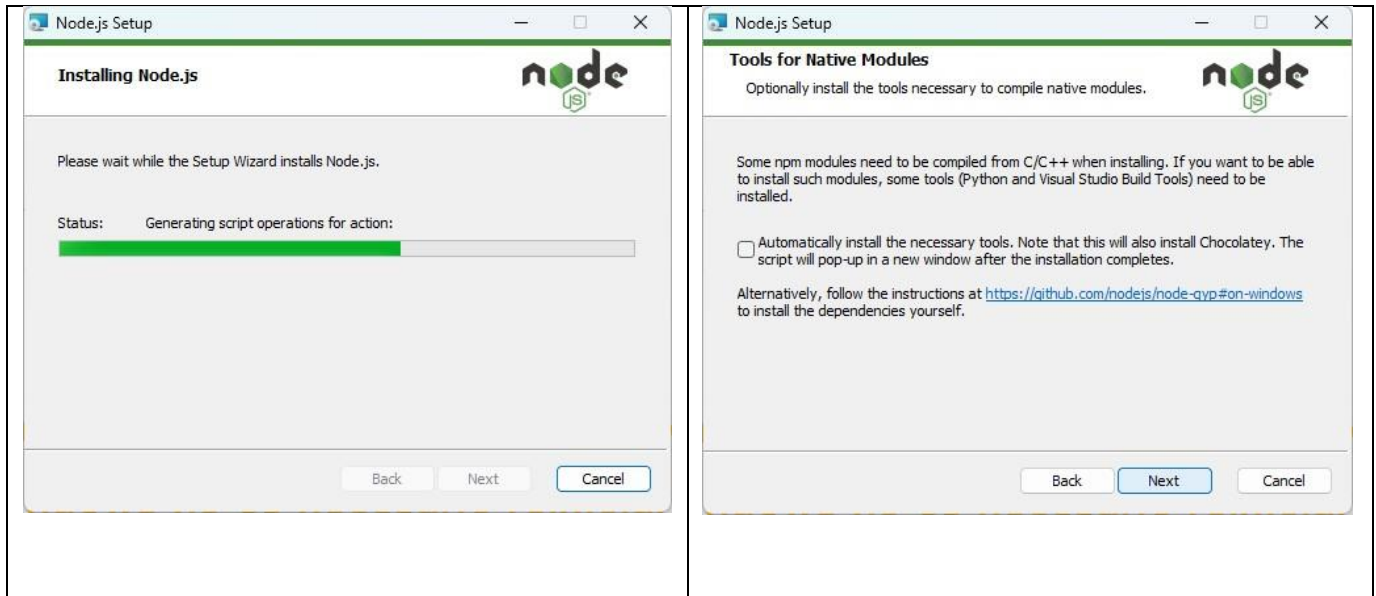 Node.js Setup
Installing Node.js
node
JS
Please wait while the Setup Wizard installs Node.js.
Status: Generating script operations for action:
Back Next Cancel
Node.js Setup
Tools for Native Modules
Optionally install the tools necessary to compile native modules.
node
JS
Some npm modules need to be compiled from C/C++ when installing. If you want to be able
to install such modules, some tools (Python and Visual Studio Build Tools) need to be
installed.
Automatically install the necessary tools. Note that this will also install Chocolatey. The
script will pop-up in a new window after the installation completes.
Alternatively, follow the instructions at https://github.com/nodejs/node-gyp#on-windows
to install the dependencies yourself.
Back Next Cancel